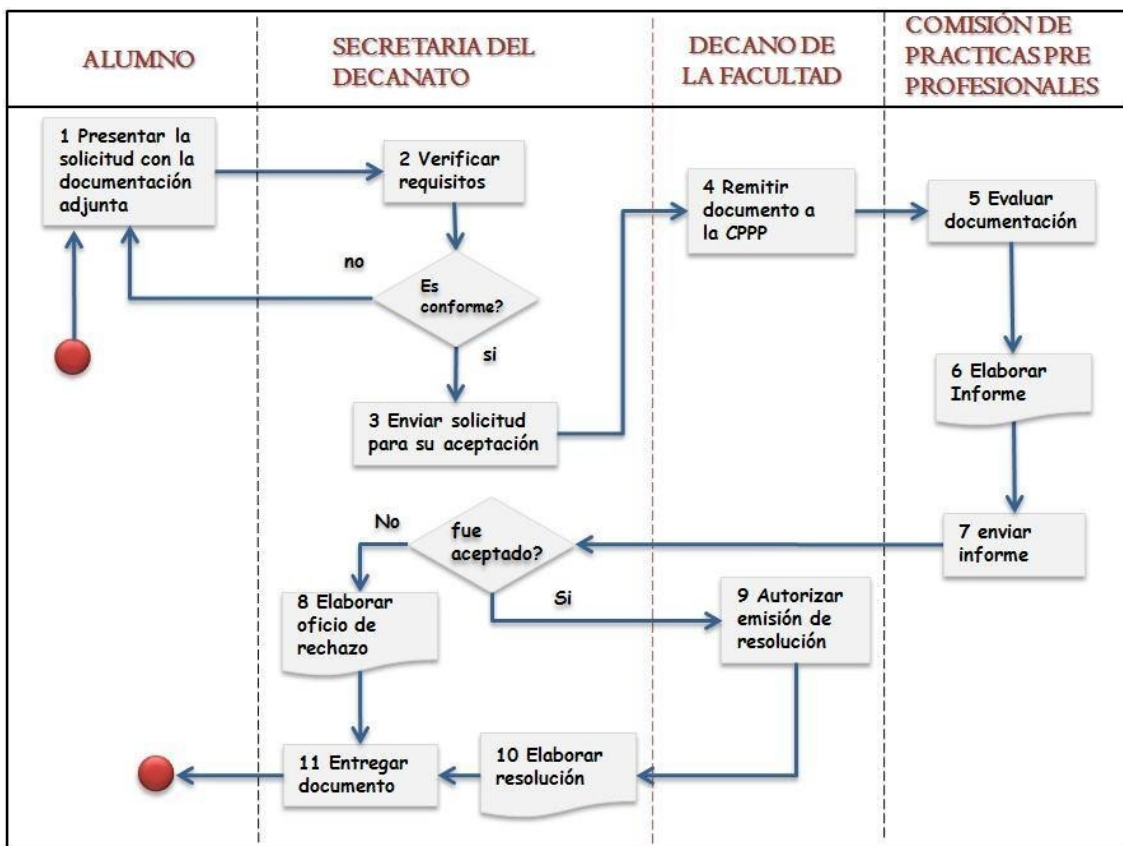 ALUMNO
SECRETARIA DEL
DECANATO
DECANO DE
LA FACULTAD
COMISIÓN DE
PRACTICAS PRE
PROFESIONALES
1 Presentar la
solicitud con la
documentación
adjunta
2 Verificar
requisitos
4 Remitir
documento a
la CPPP
5 Evaluar
documentación
no
Es
conforme?
si
3 Enviar solicitud
para su aceptación
6 Elaborar
Informe
7 enviar
informe
fue
aceptado?
No
Si
8 Elaborar
oficio de
rechazo
9 Autorizar
emisión de
resolución
10 Elaborar
resolución
11 Entregar
documento